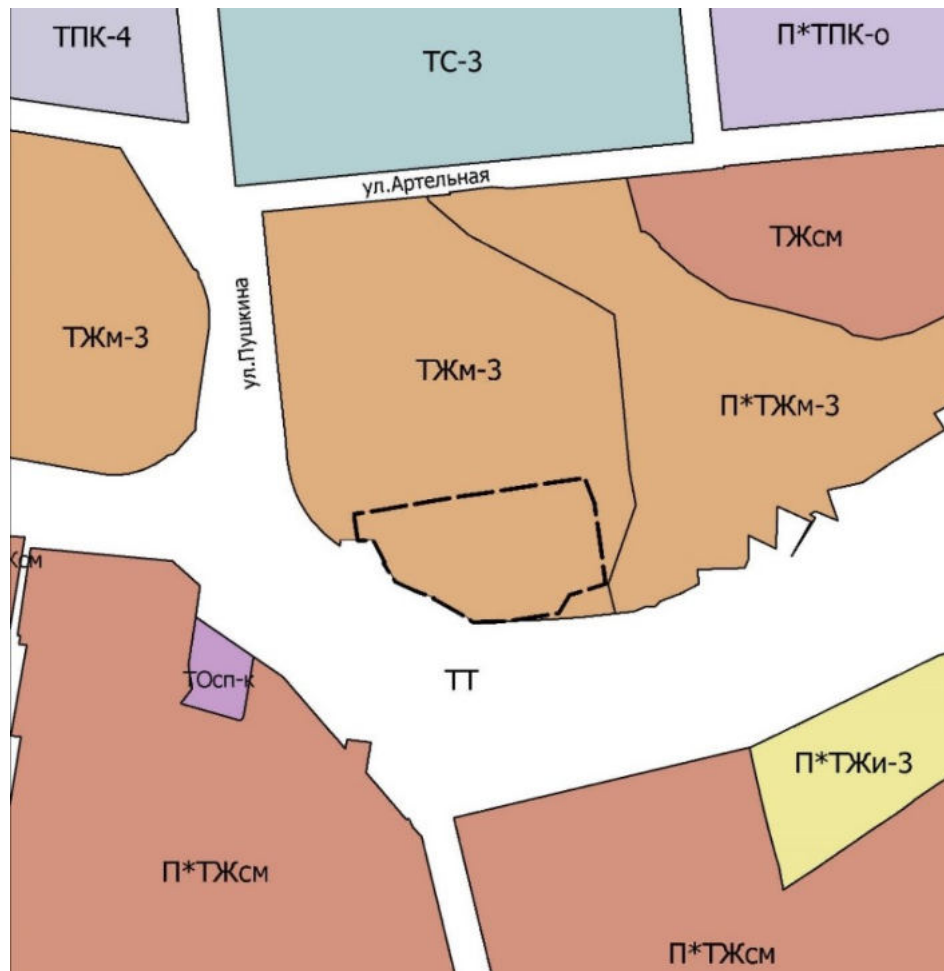 ТПК-4
ТС-3
П*ТПК-о
ул.Артельная
ТЖсм
ул.Пушкина
ТЖм-3
ТЖм-3
П*ТЖм-3
Жсм
ТОсп-к
ТТ
П*ТЖи-3
П*ТЖсм
П*ТЖсм